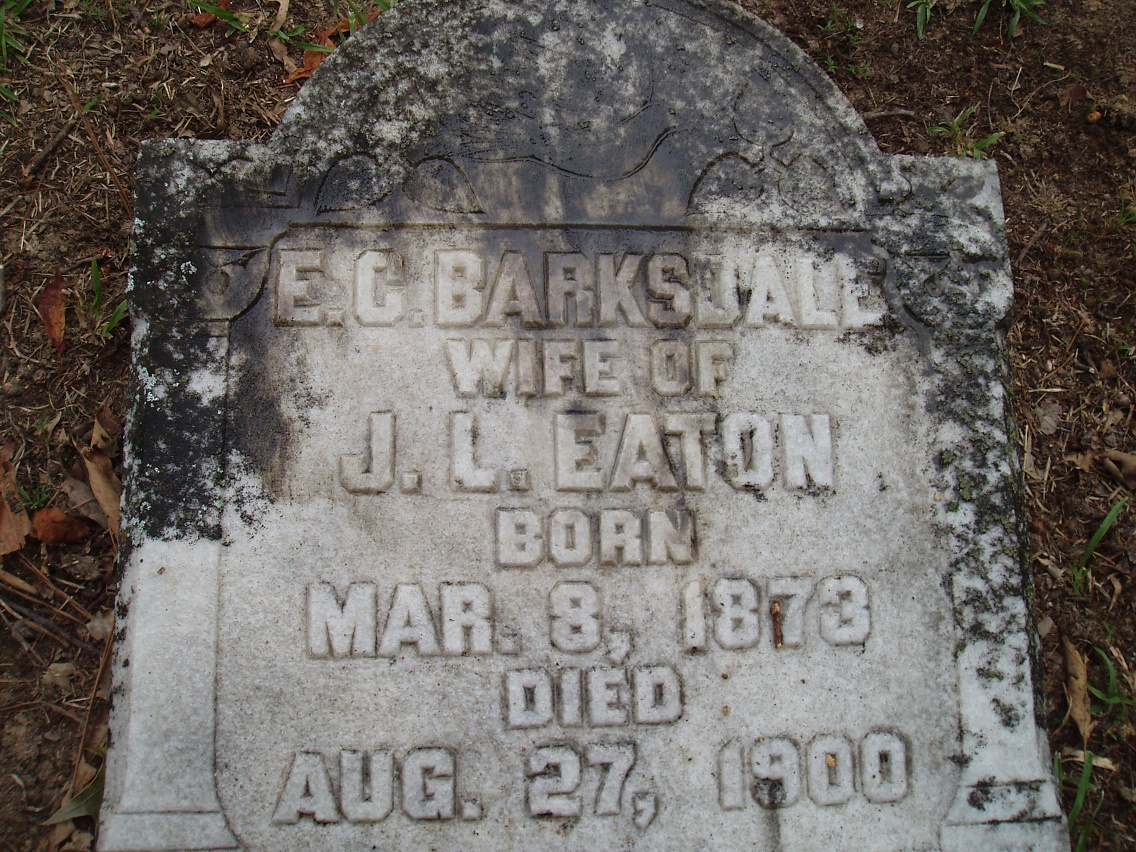 E. C. BARKSDALE
WIFE OF
J. L. EATON
BORN
MAR. 8, 1873
DIED
AUG. 27, 1900